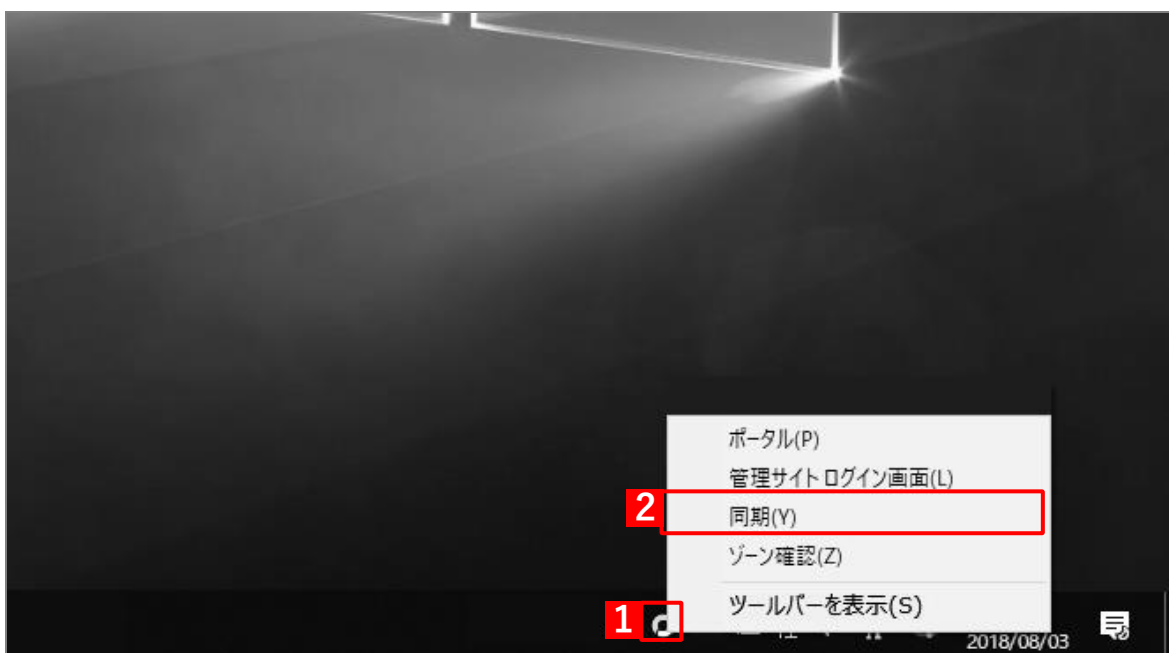 ポータル(P)
管理サイト ログイン画面(L)
2
同期(Y)
ゾーン確認(Z)
ツールバーを表示(S)
1
2018/08/03